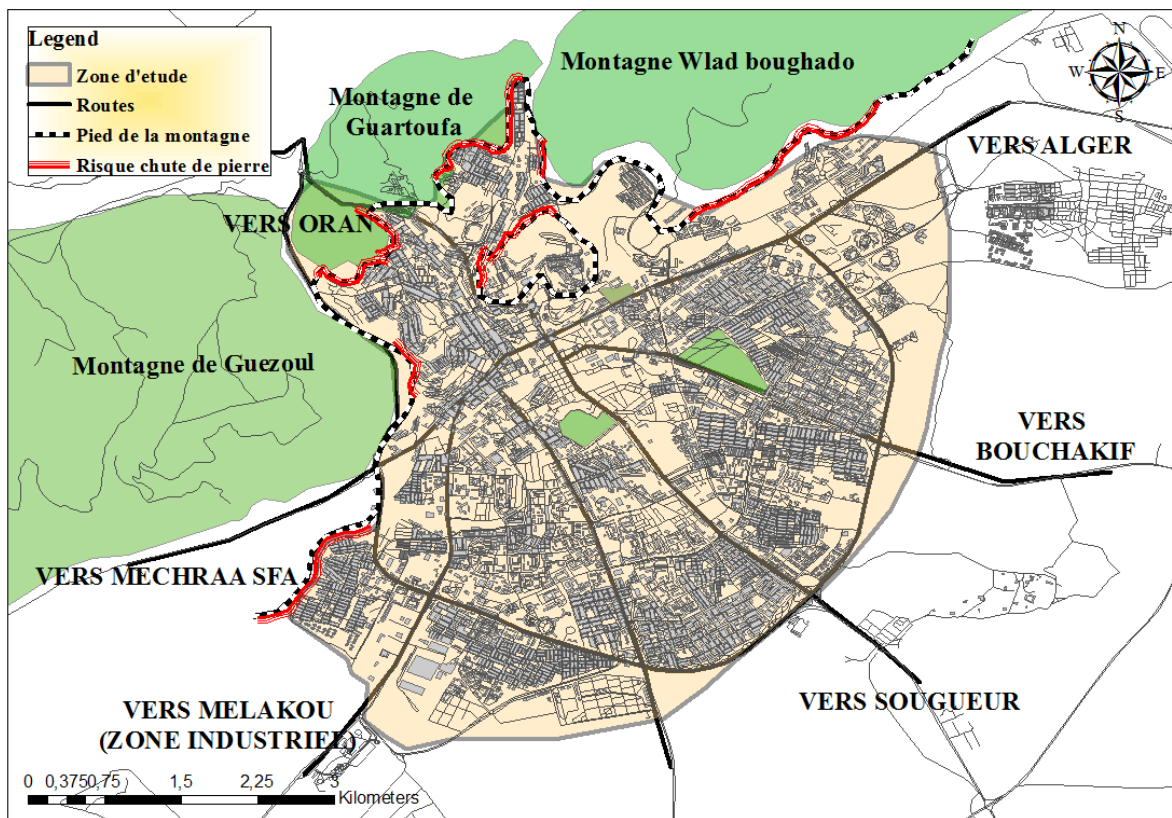 Legend
Zone d'etude
Routes
Pied de la montagne
Risque chute de pierre
Montagne Wlad boughado
Montagne de
Guartoufa
N
W
E
S
VERS ALGER
VERS ORAN
Montagne de Guezoul
VERS
BOUCHAKIF
VERS MECHRAA SFA
VERS MELAKOU
(ZONE INDUSTRIEL)
VERS SOUGUEUR
0 0,375 0,75 1,5 2,25 3
Kilometers